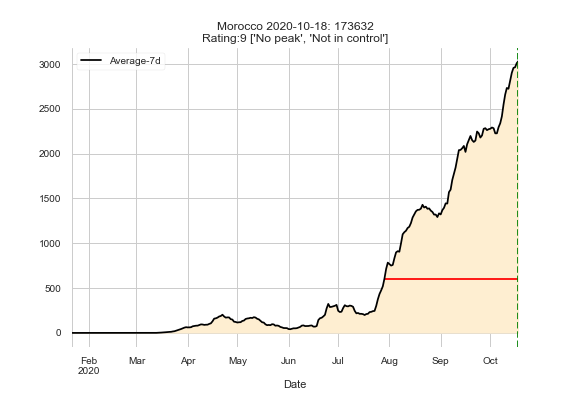 Morocco 2020-10-18: 173632
Rating:9 ['No peak', 'Not in control']
Average-7d
3000
2500
2000
1500
1000
500
0
Feb Mar Apr May Jun Jul Aug Sep Oct
2020
Date